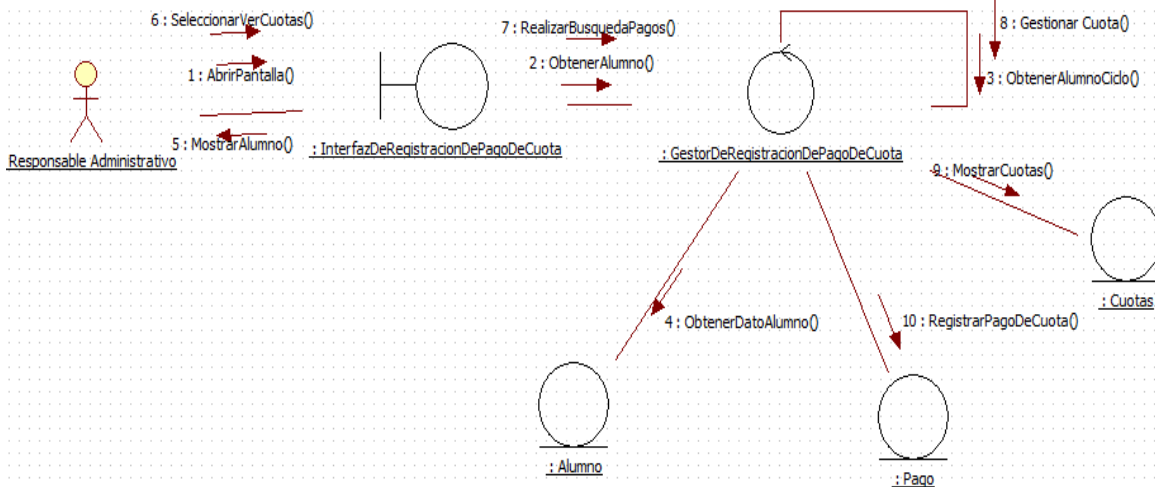 6 : SeleccionarVerCuotas()
7 : RealizarBusquedaPagos()
8 : Gestionar Cuota()
1 : AbrirPantalla()
2 : ObtenerAlumno()
3 : ObtenerAlumnoCiclo()
5 : MostrarAlumno()
Responsable Administrativo
: InterfazDeRegistracionDePagoDeCuota
: GestorDeRegistracionDePagoDeCuota
9 : MostrarCuotas()
: Cuotas
4 : ObtenerDatoAlumno()
10 : RegistrarPagoDeCuota()
: Alumno
: Pago